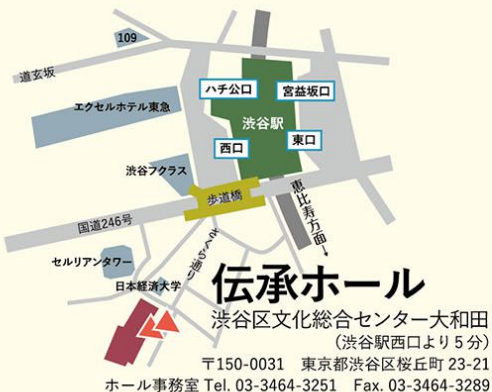 109
道玄坂
ハチ公口
宮益坂口
エクセルホテル東急
渋谷駅
西口
東口
渋谷フクラス
歩道橋
恵比寿方面→
国道246号
さくら通り
セルリアンタワー
日本経済大学
伝承ホール
渋谷区文化総合センター大和田
(渋谷駅西口より5分)
〒150-0031 東京都渋谷区桜丘町23-21
ホール事務室 Tel. 03-3464-3251 Fax. 03-3464-3289